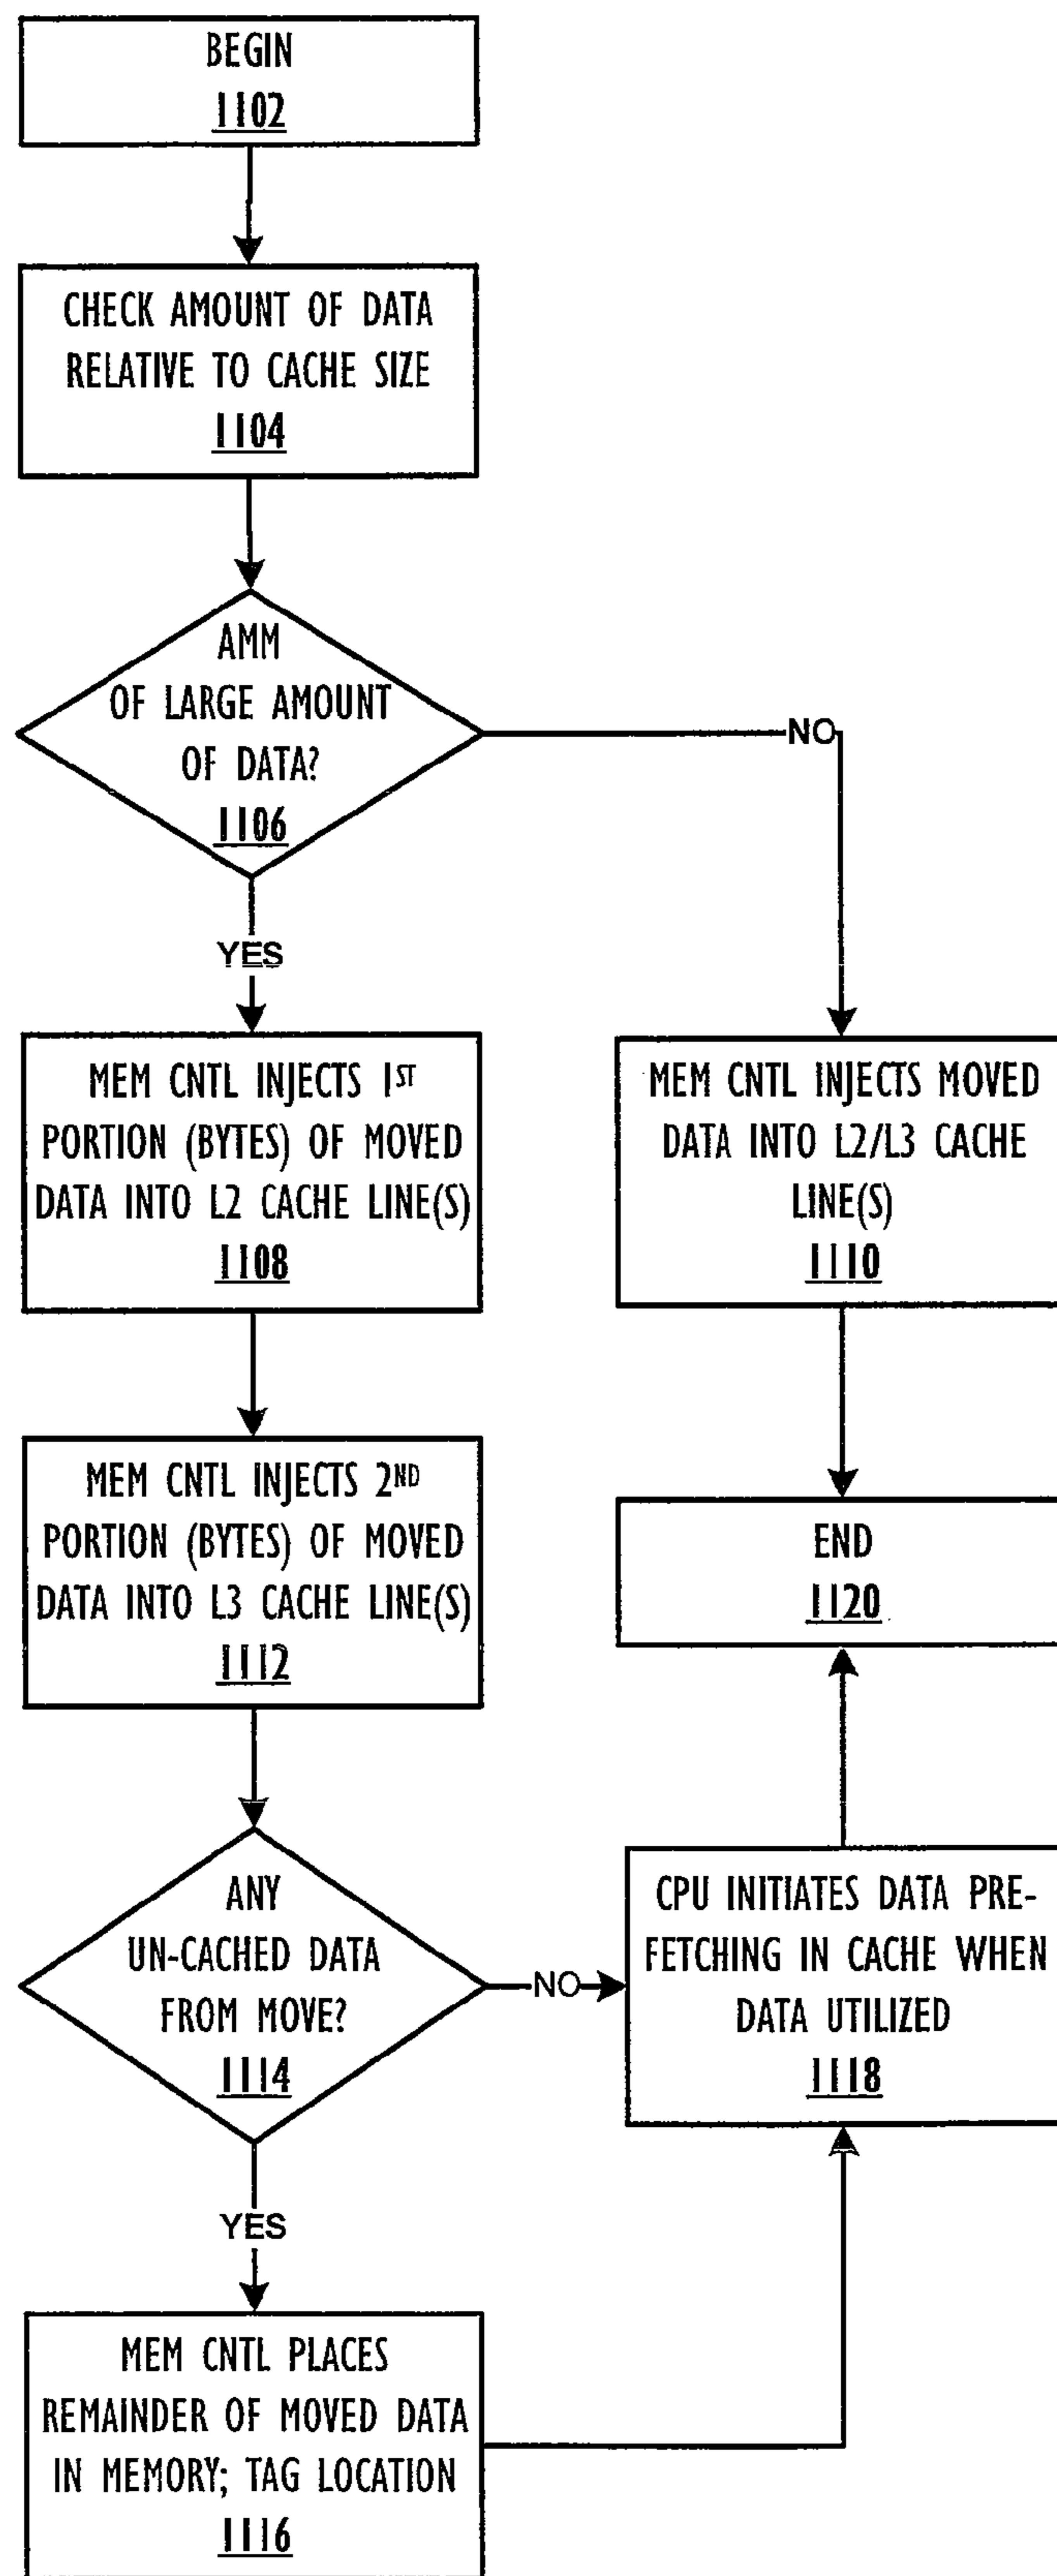 BEGIN
1102
CHECK AMOUNT OF DATA
RELATIVE TO CACHE SIZE
1104
AMM
OF LARGE AMOUNT
OF DATA?
1106
NO
YES
MEM CNTL INJECTS 1ST
PORTION (BYTES) OF MOVED
DATA INTO L2 CACHE LINE(S)
1108
MEM CNTL INJECTS MOVED
DATA INTO L2/L3 CACHE
LINE(S)
1110
MEM CNTL INJECTS 2ND
PORTION (BYTES) OF MOVED
DATA INTO L3 CACHE LINE(S)
1112
END
1120
ANY
UN-CACHED DATA
FROM MOVE?
1114
NO
CPU INITIATES DATA PRE-
FETCHING IN CACHE WHEN
DATA UTILIZED
1118
YES
MEM CNTL PLACES
REMAINDER OF MOVED DATA
IN MEMORY; TAG LOCATION
1116